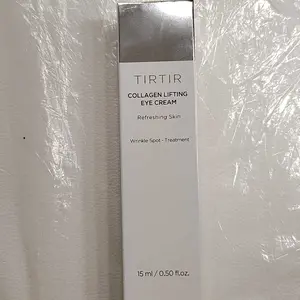 TIRTIR
COLLAGEN LIFTING
EYE CREAM
Refreshing Skin
Wrinkle Spot - Treatment
15 ml / 0.50 fl.oz.